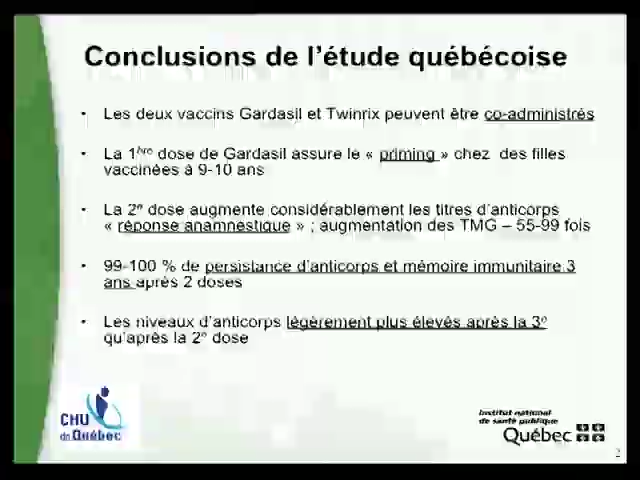 Conclusions de l'étude québécoise
• Les deux vaccins Gardasil et Twinrix peuvent être co-administrés
• La 1ère dose de Gardasil assure le « priming » chez des filles
vaccinées à 9-10 ans
• La 2e dose augmente considérablement les titres d'anticorps
« réponse anamnestique » ; augmentation des TMG – 55-99 fois
• 99-100 % de persistance d'anticorps et mémoire immunitaire 3
ans après 2 doses
• Les niveaux d'anticorps légèrement plus élevés après la 3e
qu'après la 2e dose
CHU
de Québec
Institut national
de santé publique
Québec
2